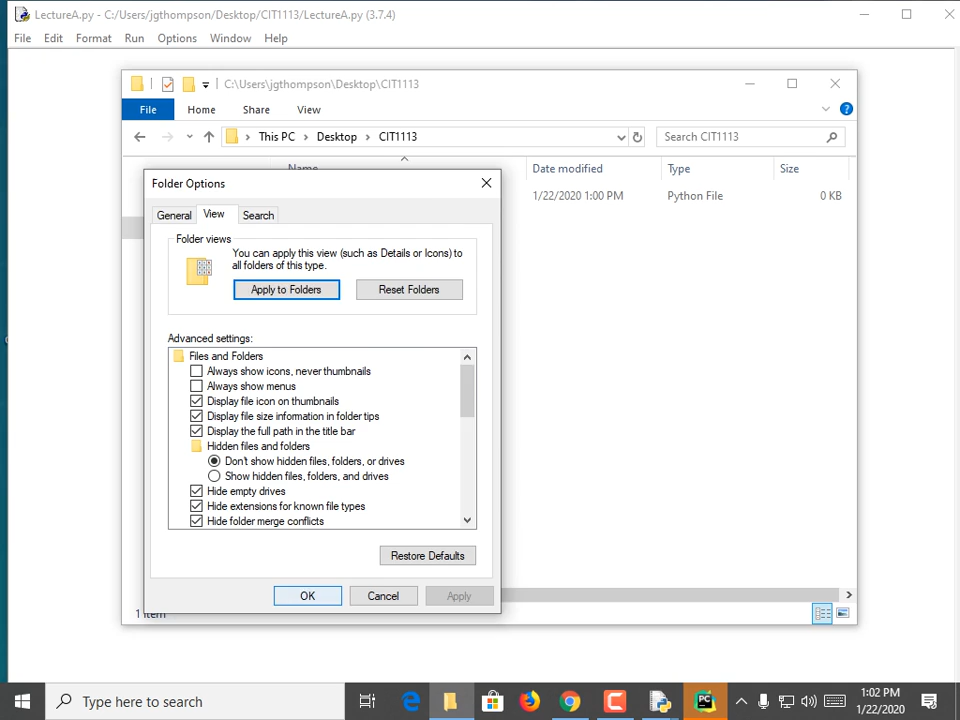 LectureA.py - C:/Users/jgthompson/Desktop/CIT1113/LectureA.py (3.7.4)
File Edit Format Run Options Window Help
C:\Users\jgthompson\Desktop\CIT1113
File Home Share View
This PC > Desktop > CIT1113 Search CIT1113
Name Date modified Type Size
1/22/2020 1:00 PM Python File 0 KB
Folder Options
General View Search
Folder views
You can apply this view (such as Details or Icons) to
all folders of this type.
Apply to Folders Reset Folders
Advanced settings:
Files and Folders
Always show icons, never thumbnails
Always show menus
Display file icon on thumbnails
Display file size information in folder tips
Display the full path in the title bar
Hidden files and folders
Don't show hidden files, folders, or drives
Show hidden files, folders, and drives
Hide empty drives
Hide extensions for known file types
Hide folder merge conflicts
Restore Defaults
OK Cancel Apply
1 item
Type here to search
PC
1:02 PM
1/22/2020